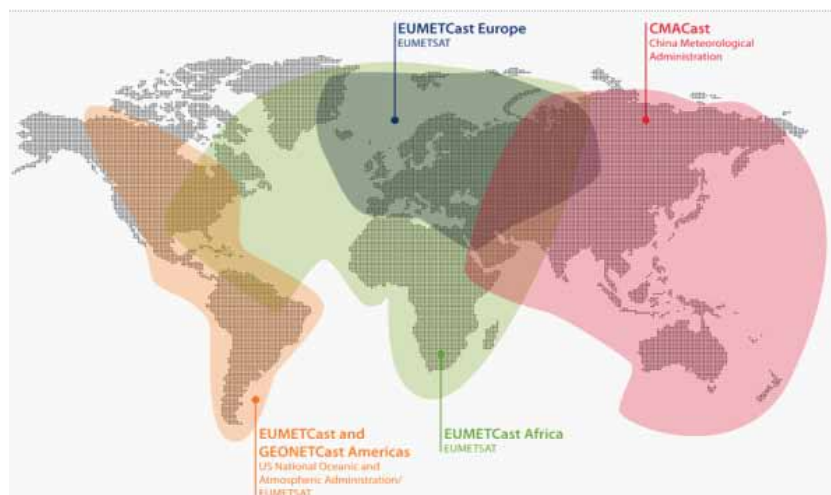 EUMETCast Europe
EUMETSAT
CMACast
China Meteorological
Administration
EUMETCast and
GEONETCast Americas
US National Oceanic and
Atmospheric Administration/
EUMETSAT
EUMETCast Africa
EUMETSAT